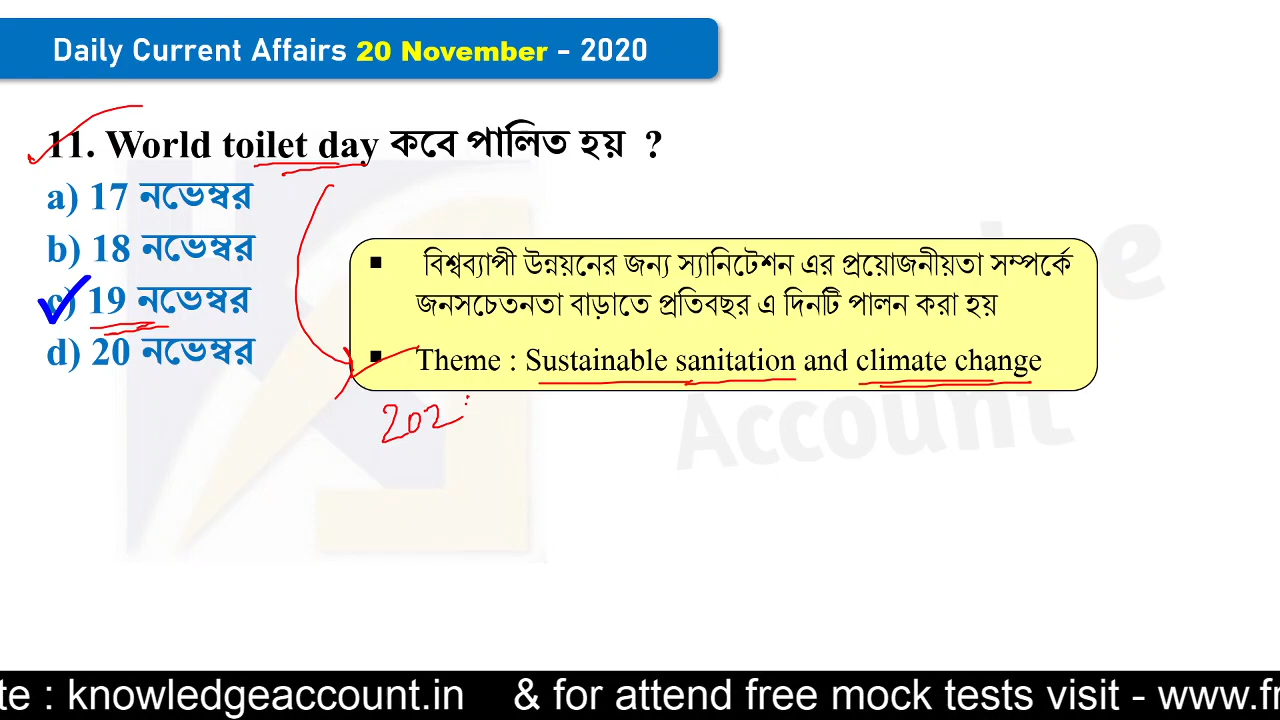 Daily Current Affairs 20 November - 2020
11. World toilet day কবে পালিত হয় ?
a) 17 নভেম্বর
b) 18 নভেম্বর
c) 19 নভেম্বর
d) 20 নভেম্বর
▪ বিশ্বব্যাপী উন্নয়নের জন্য স্যানিটেশন এর প্রয়োজনীয়তা সম্পর্কে
জনসচেতনতা বাড়াতে প্রতিবছর এ দিনটি পালন করা হয়
▪ Theme : Sustainable sanitation and climate change
202
Account
te : knowledgeaccount.in & for attend free mock tests visit - www.fr